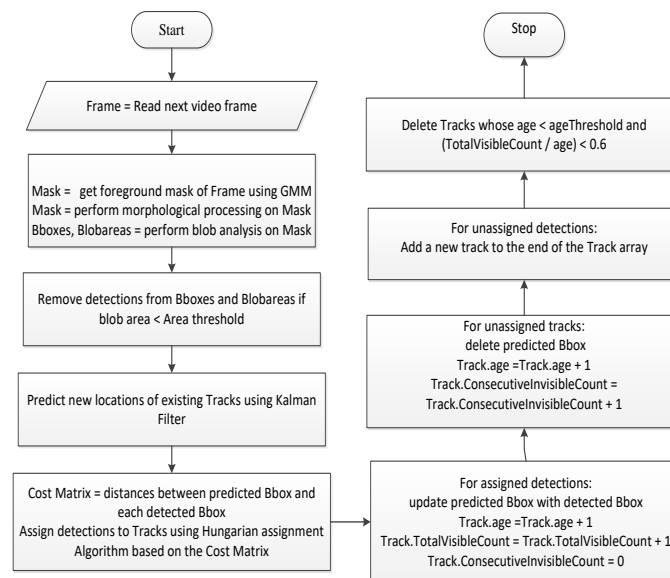 Start
Frame = Read next video frame
Mask = get foreground mask of Frame using GMM
Mask = perform morphological processing on Mask
Bboxes, Blobareas = perform blob analysis on Mask
Remove detections from Bboxes and Blobareas if
blob area < Area threshold
Predict new locations of existing Tracks using Kalman
Filter
Cost Matrix = distances between predicted Bbox and
each detected Bbox
Assign detections to Tracks using Hungarian assignment
Algorithm based on the Cost Matrix
For assigned detections:
update predicted Bbox with detected Bbox
Track.age =Track.age + 1
Track.TotalVisibleCount = Track.TotalVisibleCount + 1
Track.ConsecutiveInvisibleCount = 0
For unassigned tracks:
delete predicted Bbox
Track.age =Track.age + 1
Track.ConsecutiveInvisibleCount =
Track.ConsecutiveInvisibleCount + 1
For unassigned detections:
Add a new track to the end of the Track array
Delete Tracks whose age < ageThreshold and
(TotalVisibleCount / age) < 0.6
Stop